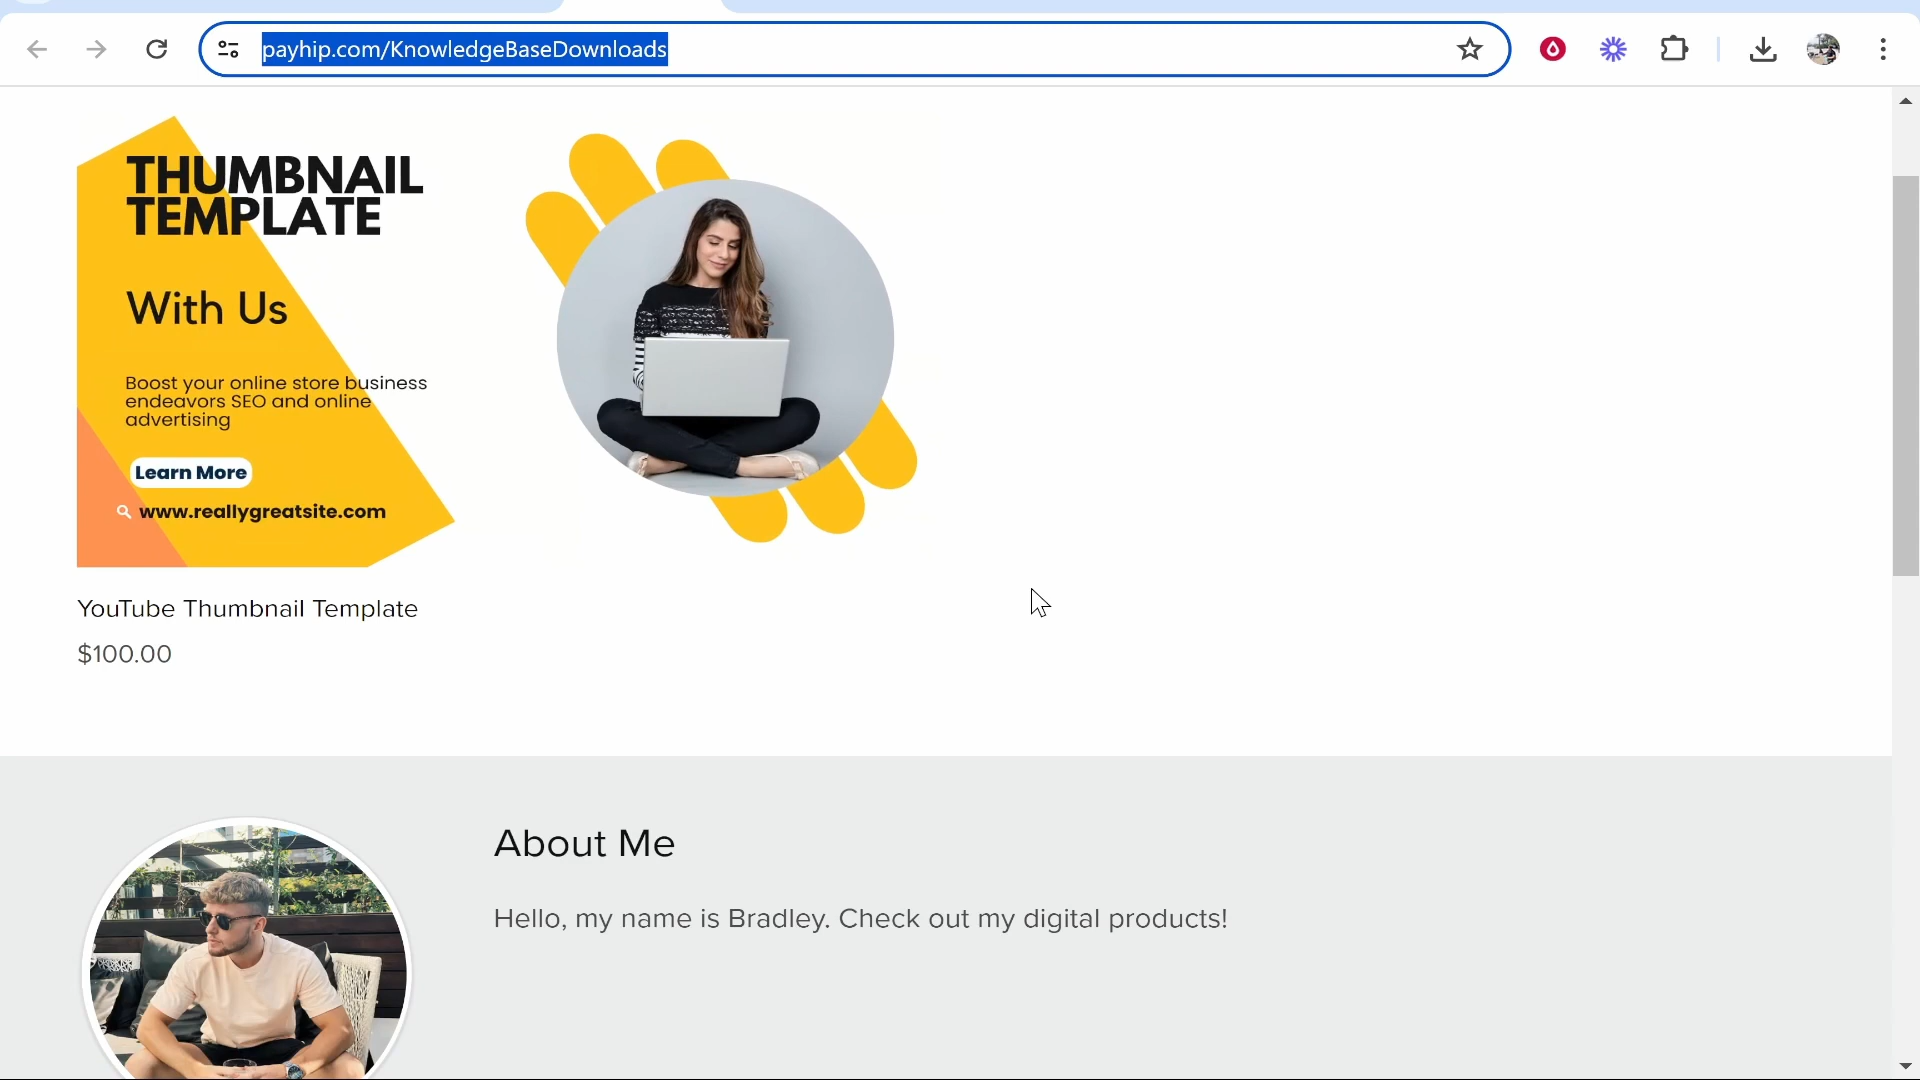 payhip.com/KnowledgeBaseDownloads
THUMBNAIL
TEMPLATE
With Us
Boost your online store business
endeavors SEO and online
advertising
Learn More
www.reallygreatsite.com
YouTube Thumbnail Template
$100.00
About Me
Hello, my name is Bradley. Check out my digital products!